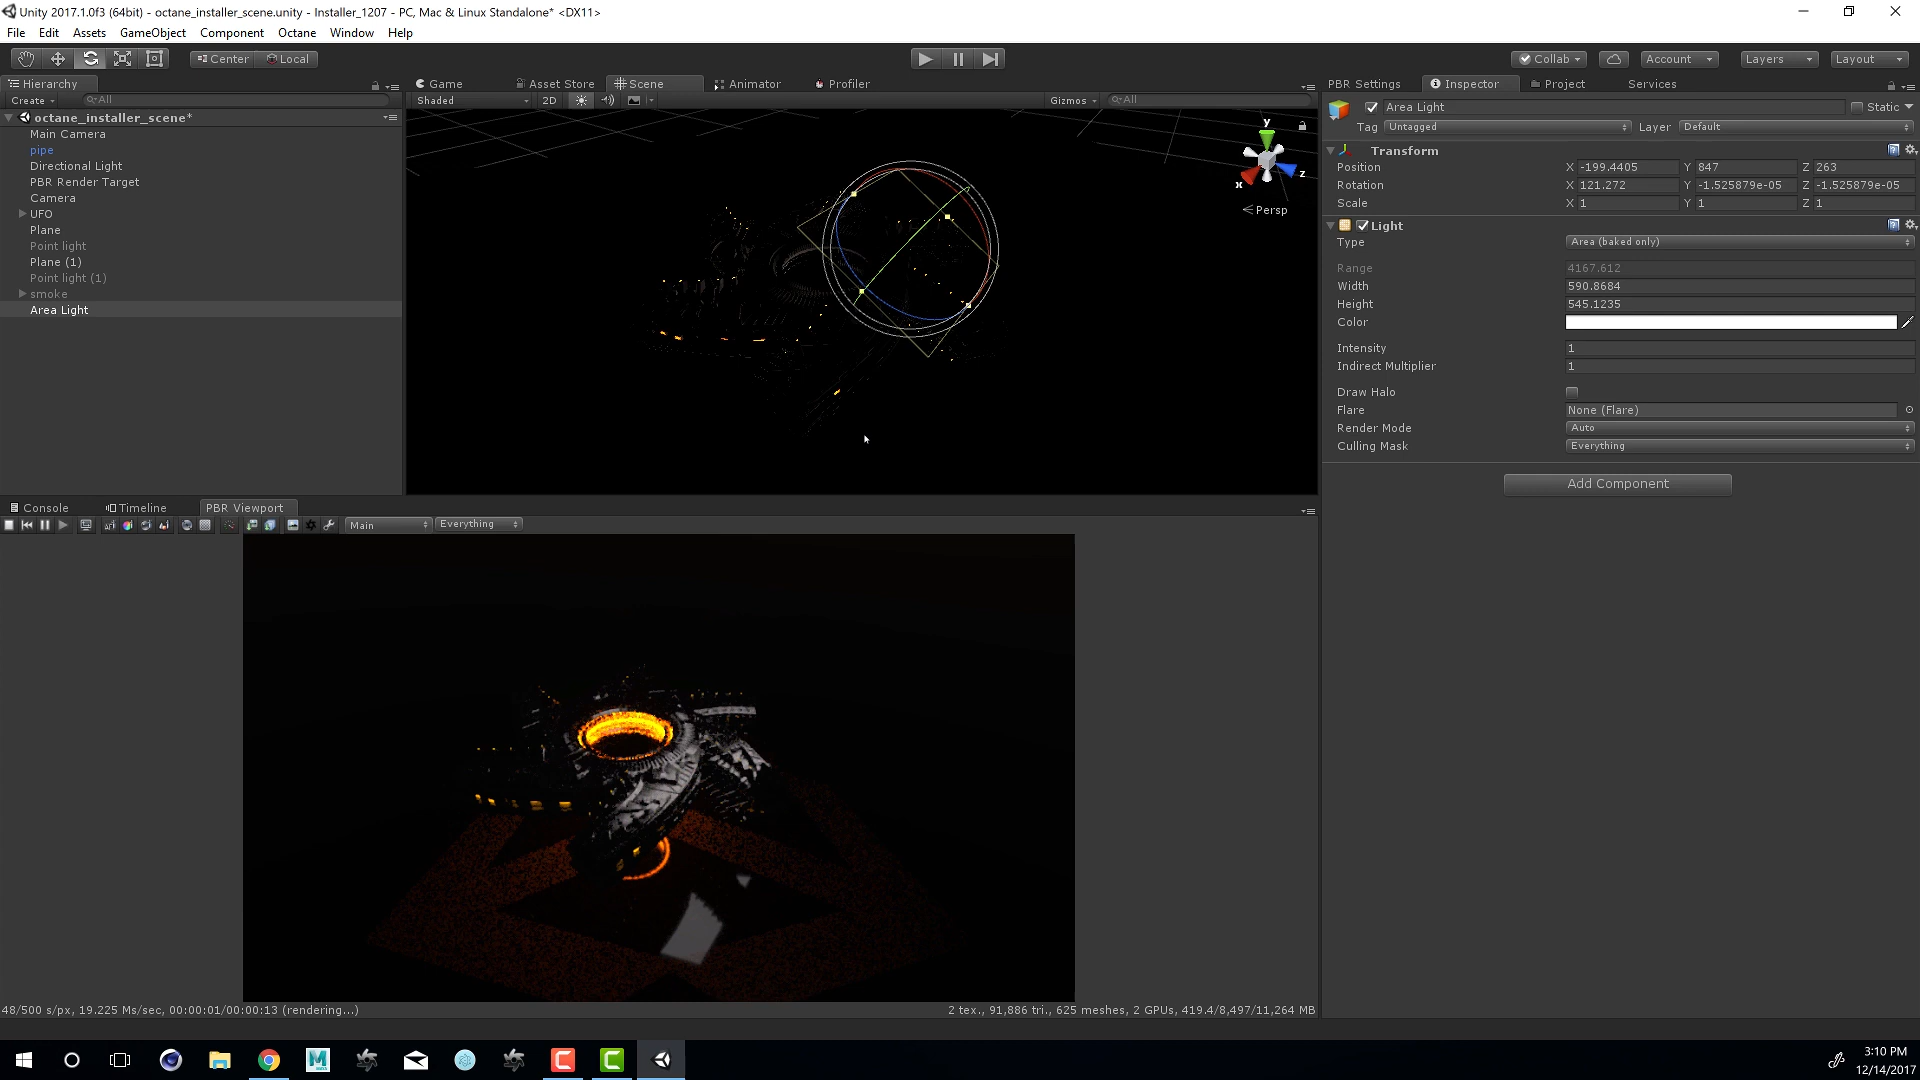 Unity 2017.1.0f3 (64bit) - octane_installer_scene.unity - Installer_1207 - PC, Mac & Linux Standalone* <DX11>
File Edit Assets GameObject Component Octane Window Help
Center Local Collab Account Layers Layout
Hierarchy
Create All
octane_installer_scene*
Main Camera
pipe
Directional Light
PBR Render Target
Camera
UFO
Plane
Point light
Plane (1)
Point light (1)
smoke
Area Light
Game Asset Store Scene Animator Profiler
Shaded 2D Gizmos All
y
x
z
Persp
PBR Settings Inspector Project Services
Area Light Static
Tag Untagged Layer Default
Transform
Position X -199.4405 Y 847 Z 263
Rotation X 121.272 Y -1.525879e-05 Z -1.525879e-05
Scale X 1 Y 1 Z 1
Light
Type Area (baked only)
Range 4167.612
Width 590.8684
Height 545.1235
Color
Intensity 1
Indirect Multiplier 1
Draw Halo
Flare None (Flare)
Render Mode Auto
Culling Mask Everything
Add Component
Console Timeline PBR Viewport
Main Everything
48/500 s/px, 19.225 Ms/sec, 00:00:01/00:00:13 (rendering...)
2 tex., 91,886 tri., 625 meshes, 2 GPUs, 419.4/8,497/11,264 MB
M
C
C
3:10 PM
12/14/2017